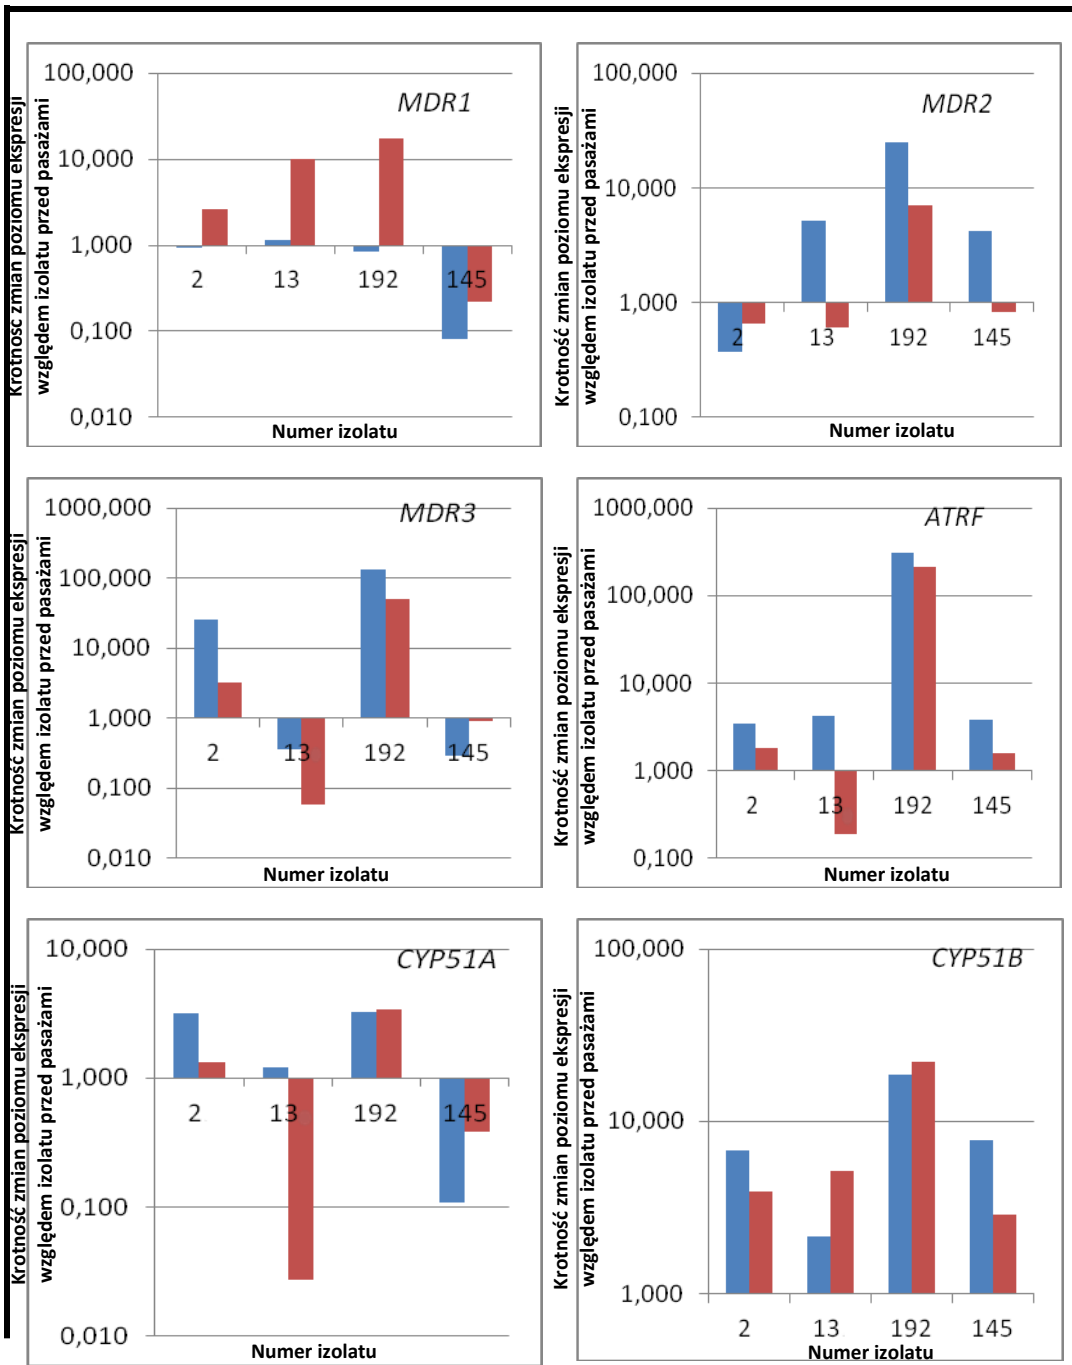 100,000
10,000
1,000
0,100
0,010
MDR1
2
13
192
145
Krotność zmian poziomu ekspresji
względem izolatu przed pasażami
Numer izolatu
100,000
10,000
1,000
0,100
MDR2
2
13
192
145
Krotność zmian poziomu ekspresji
względem izolatu przed pasażami
Numer izolatu
1000,000
100,000
10,000
1,000
0,100
0,010
MDR3
2
13
192
145
Krotność zmian poziomu ekspresji
względem izolatu przed pasażami
Numer izolatu
1000,000
100,000
10,000
1,000
0,100
ATRF
2
13
192
145
Krotność zmian poziomu ekspresji
względem izolatu przed pasażami
Numer izolatu
10,000
1,000
0,100
0,010
CYP51A
2
13
192
145
Krotność zmian poziomu ekspresji
względem izolatu przed pasażami
Numer izolatu
100,000
10,000
1,000
CYP51B
2
13
192
145
Krotność zmian poziomu ekspresji
względem izolatu przed pasażami
Numer izolatu